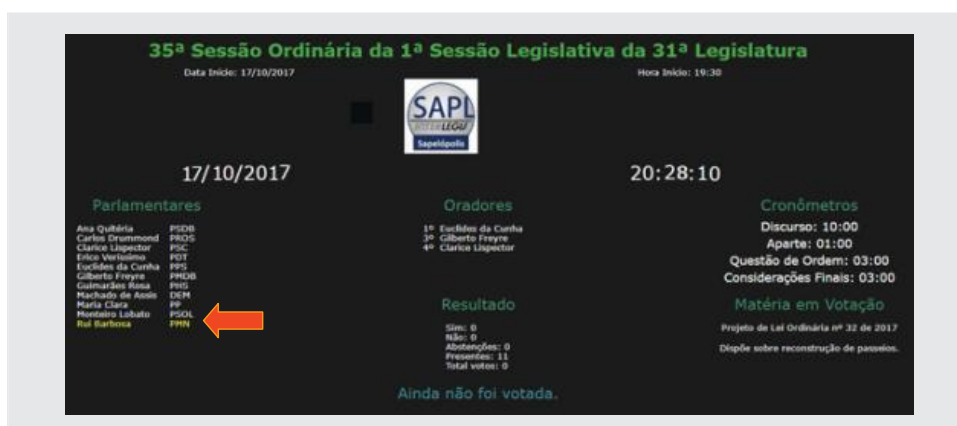 35ª Sessão Ordinária da 1ª Sessão Legislativa da 31ª Legislatura
Data Início: 17/10/2017
Hora Início: 19:30
SAPL
INTERLEGIS
Sapelópolis
17/10/2017
20:28:10
Parlamentares
Ana Quitéria PSDB
Carlos Drummond PROS
Clarice Lispector PSC
Erico Verissimo PDT
Euclides da Cunha PPS
Gilberto Freyre PMDB
Guimarães Rosa PHS
Machado de Assis DEM
Maria Clara PP
Monteiro Lobato PSOL
Rui Barbosa PMN
Oradores
1º Euclides da Cunha
3º Gilberto Freyre
4º Clarice Lispector
Resultado
Sim: 0
Não: 0
Abstenções: 0
Presentes: 11
Total votos: 0
Cronômetros
Discurso: 10:00
Aparte: 01:00
Questão de Ordem: 03:00
Considerações Finais: 03:00
Matéria em Votação
Projeto de Lei Ordinária nº 32 de 2017
Dispõe sobre reconstrução de passeios.
Ainda não foi votada.